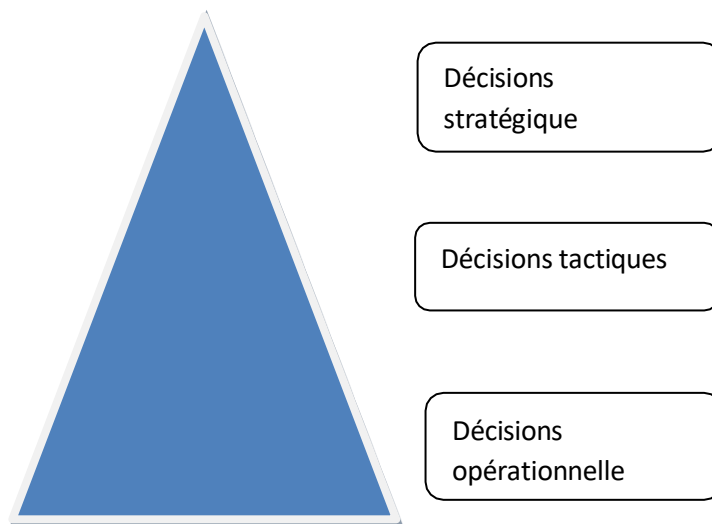 Décisions
stratégique
Décisions tactiques
Décisions
opérationnelle